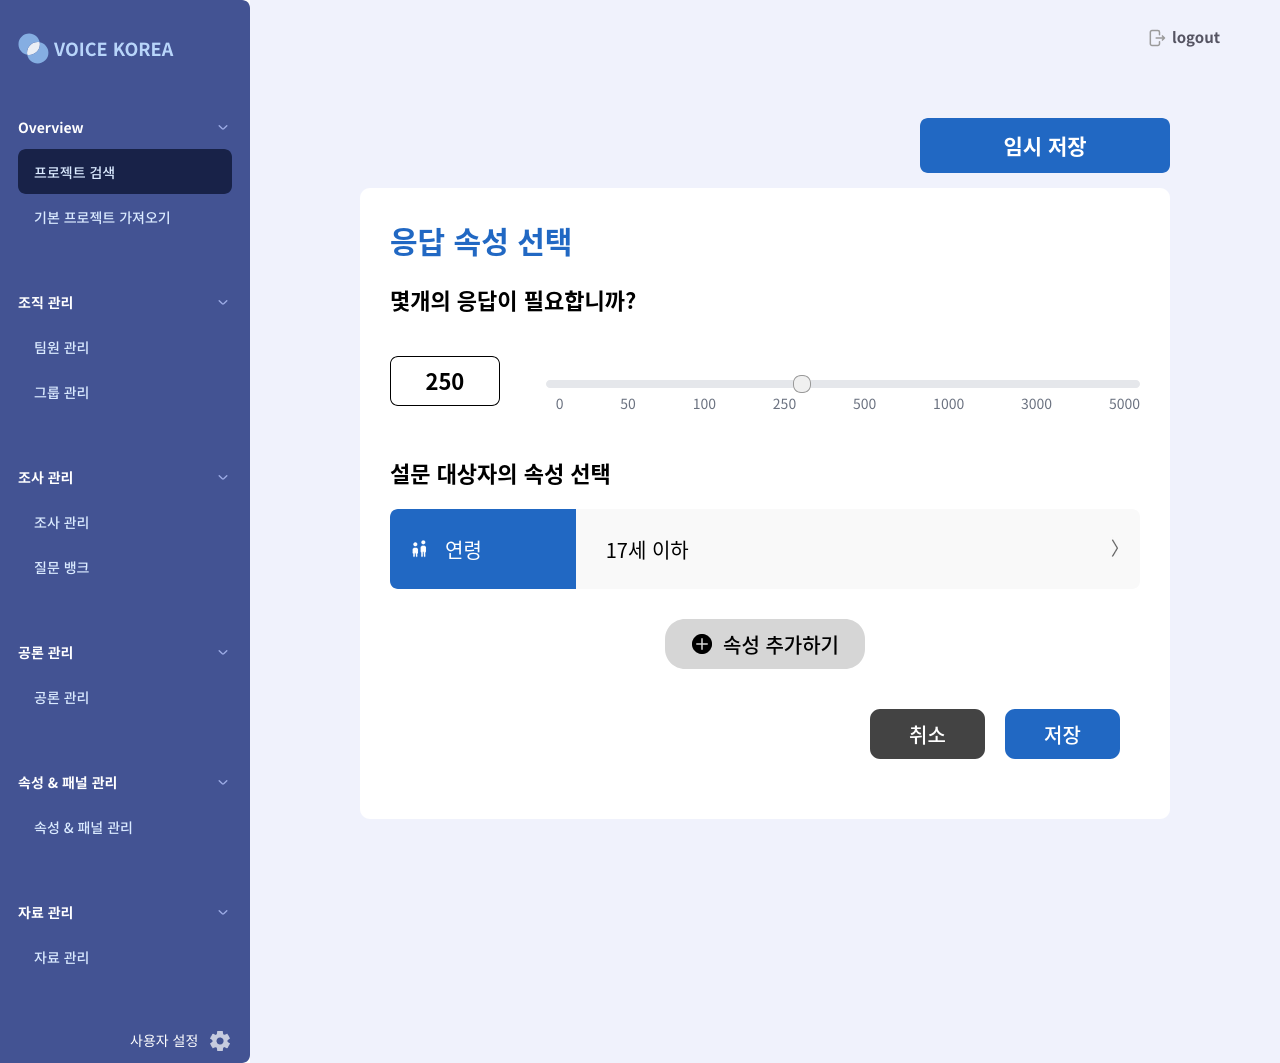 VOICE KOREA
Overview
프로젝트 검색
기본 프로젝트 가져오기
조직 관리
팀원 관리
그룹 관리
조사 관리
조사 관리
질문 뱅크
공론 관리
공론 관리
속성 & 패널 관리
속성 & 패널 관리
자료 관리
자료 관리
사용자 설정
logout
임시 저장
응답 속성 선택
몇개의 응답이 필요합니까?
250
0 50 100 250 500 1000 3000 5000
설문 대상자의 속성 선택
연령 17세 이하
속성 추가하기
취소 저장